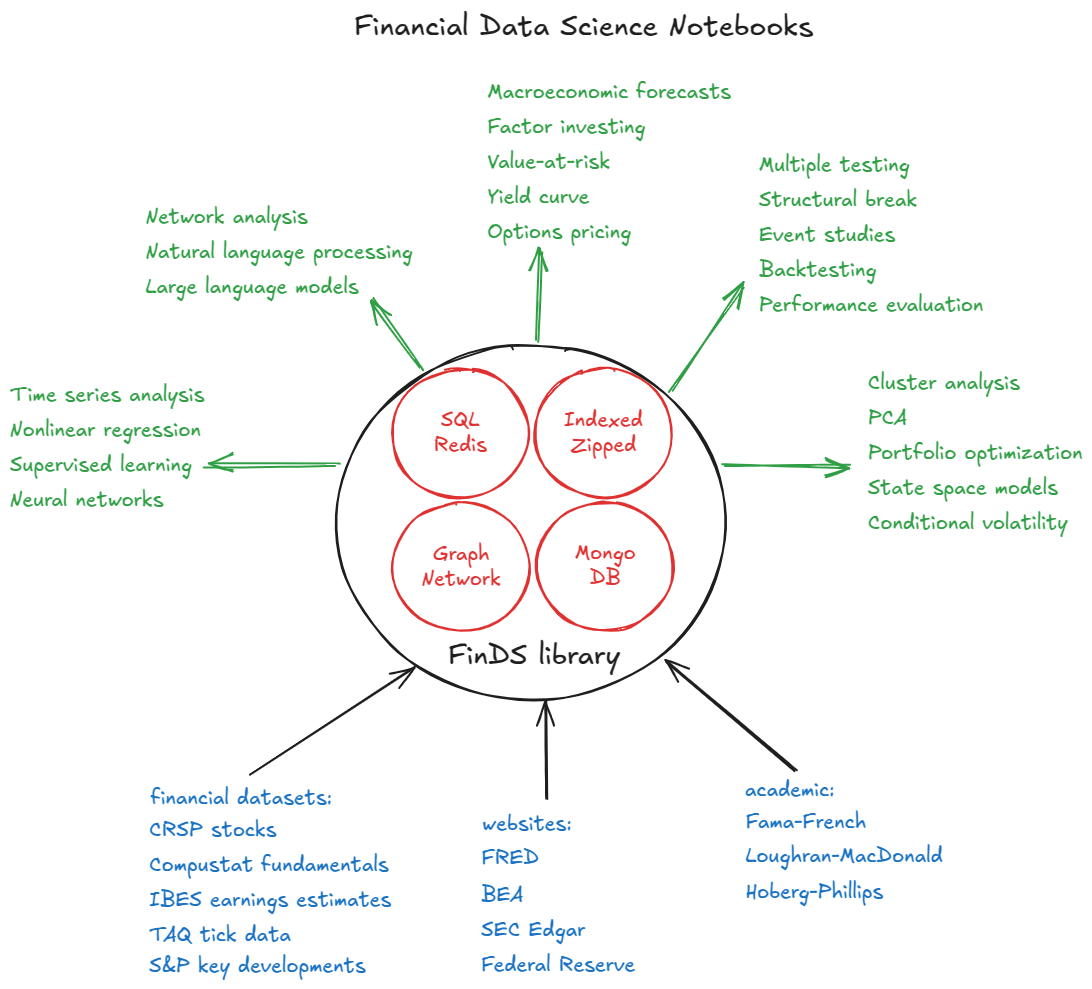 Financial Data Science Notebooks
Macroeconomic forecasts
Factor investing
Value-at-risk
Yield curve
Options pricing
Multiple testing
Structural break
Event studies
Backtesting
Performance evaluation
Network analysis
Natural language processing
Large language models
Time series analysis
Nonlinear regression
Supervised learning
Neural networks
Cluster analysis
PCA
Portfolio optimization
State space models
Conditional volatility
SQL
Redis
Indexed
Zipped
Graph
Network
Mongo
DB
FinDS library
financial datasets:
CRSP stocks
Compustat fundamentals
IBES earnings estimates
TAQ tick data
S&P key developments
websites:
FRED
BEA
SEC Edgar
Federal Reserve
academic:
Fama-French
Loughran-MacDonald
Hoberg-Phillips